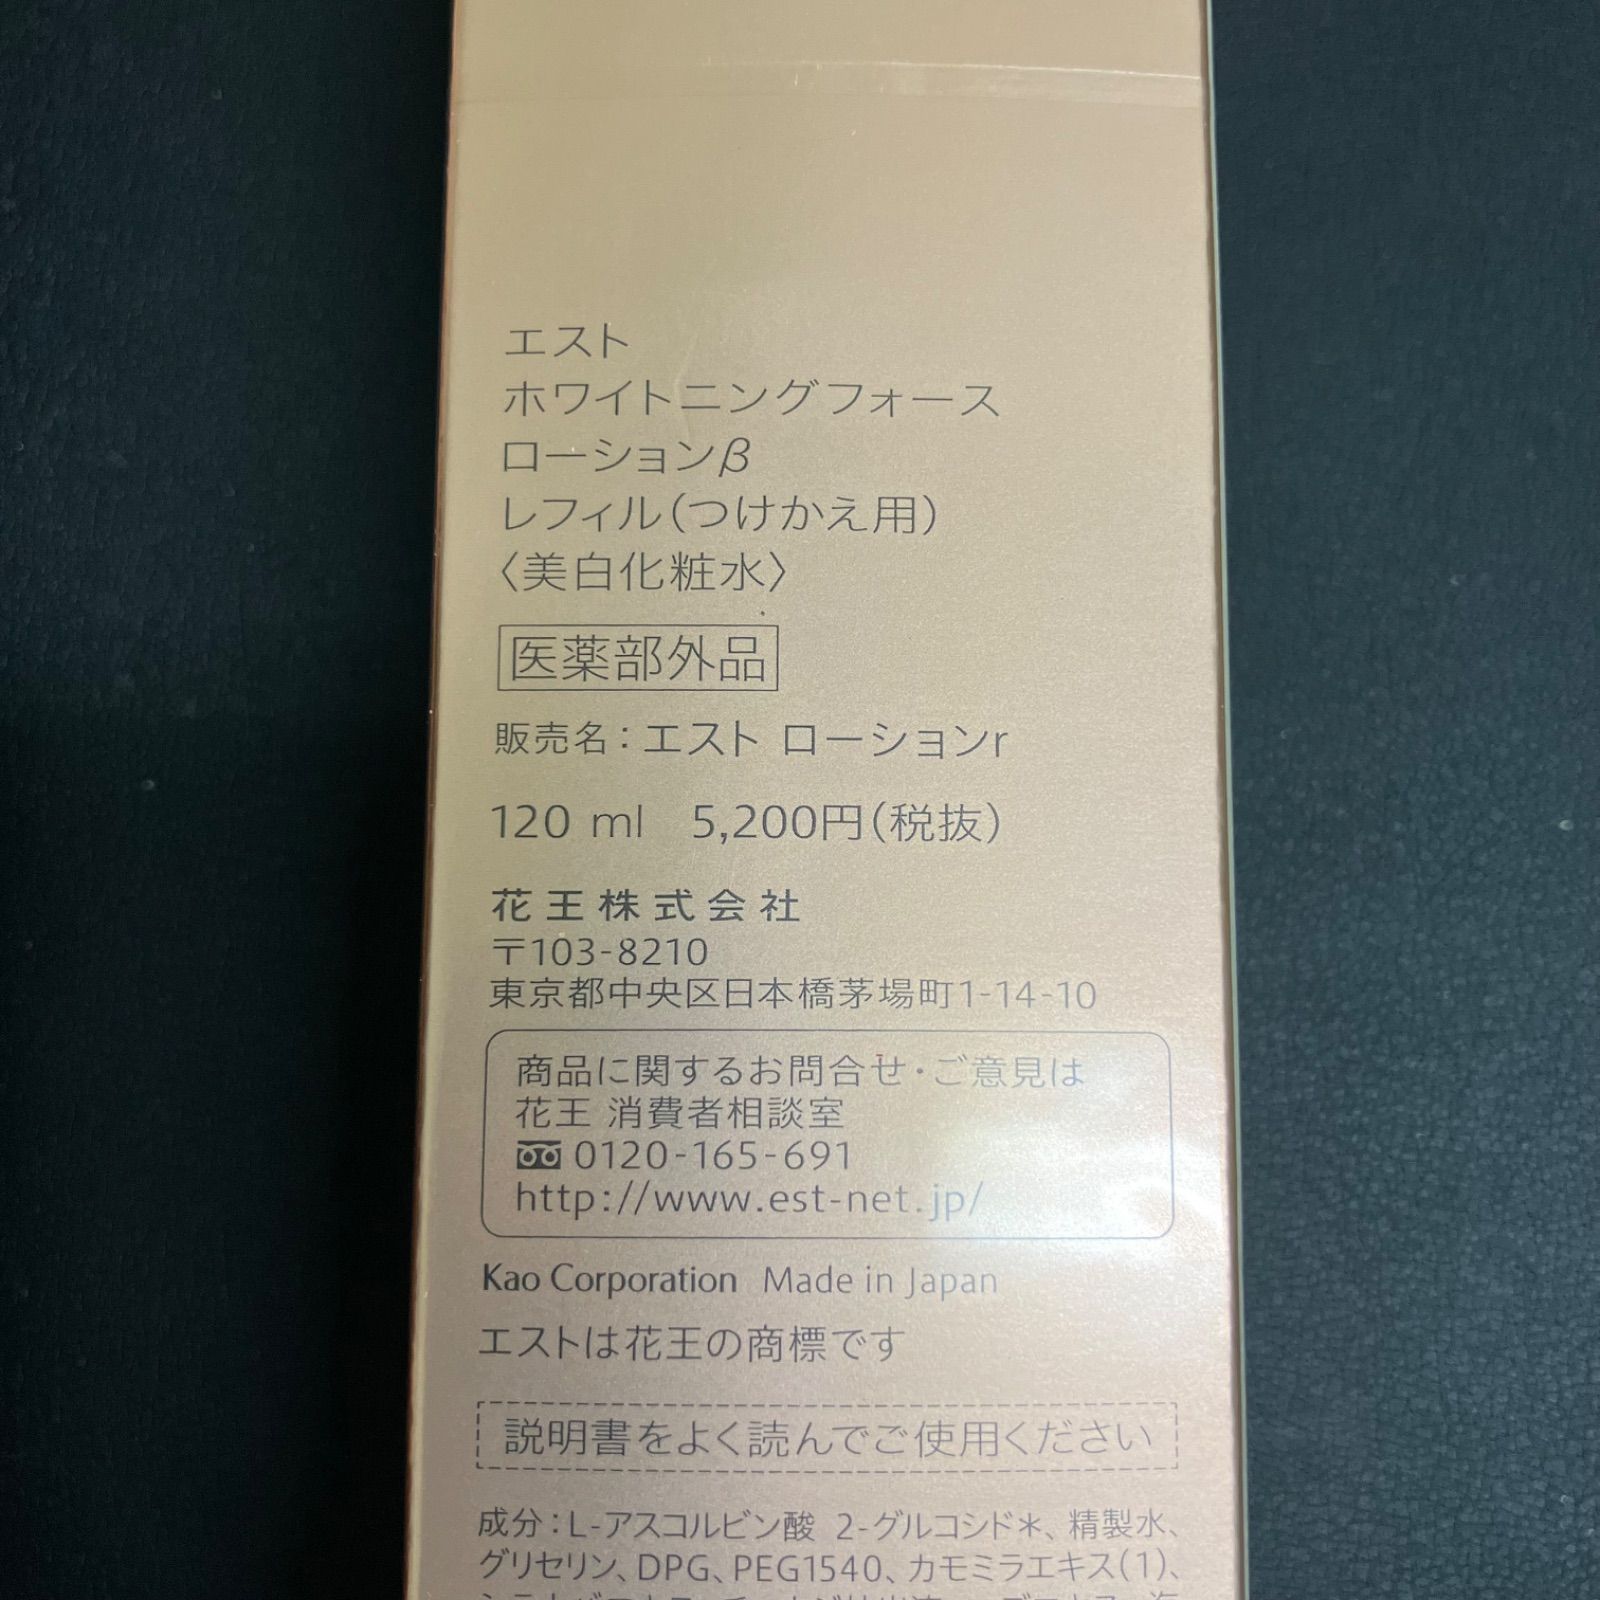 エスト
ホワイトニングフォース
ローションβ
レフィル(つけかえ用)
〈美白化粧水〉
医薬部外品
販売名：エスト ローションr
120 ml 5,200円(税抜)
花王株式会社
〒103-8210
東京都中央区日本橋茅場町1-14-10
商品に関するお問合せ・ご意見は
花王 消費者相談室
0120-165-691
http://www.est-net.jp/
Kao Corporation Made in Japan
エストは花王の商標です
説明書をよく読んでご使用ください
成分：L-アスコルビン酸 2-グルコシド＊、精製水、
グリセリン、DPG、PEG1540、カモミラエキス(1)、